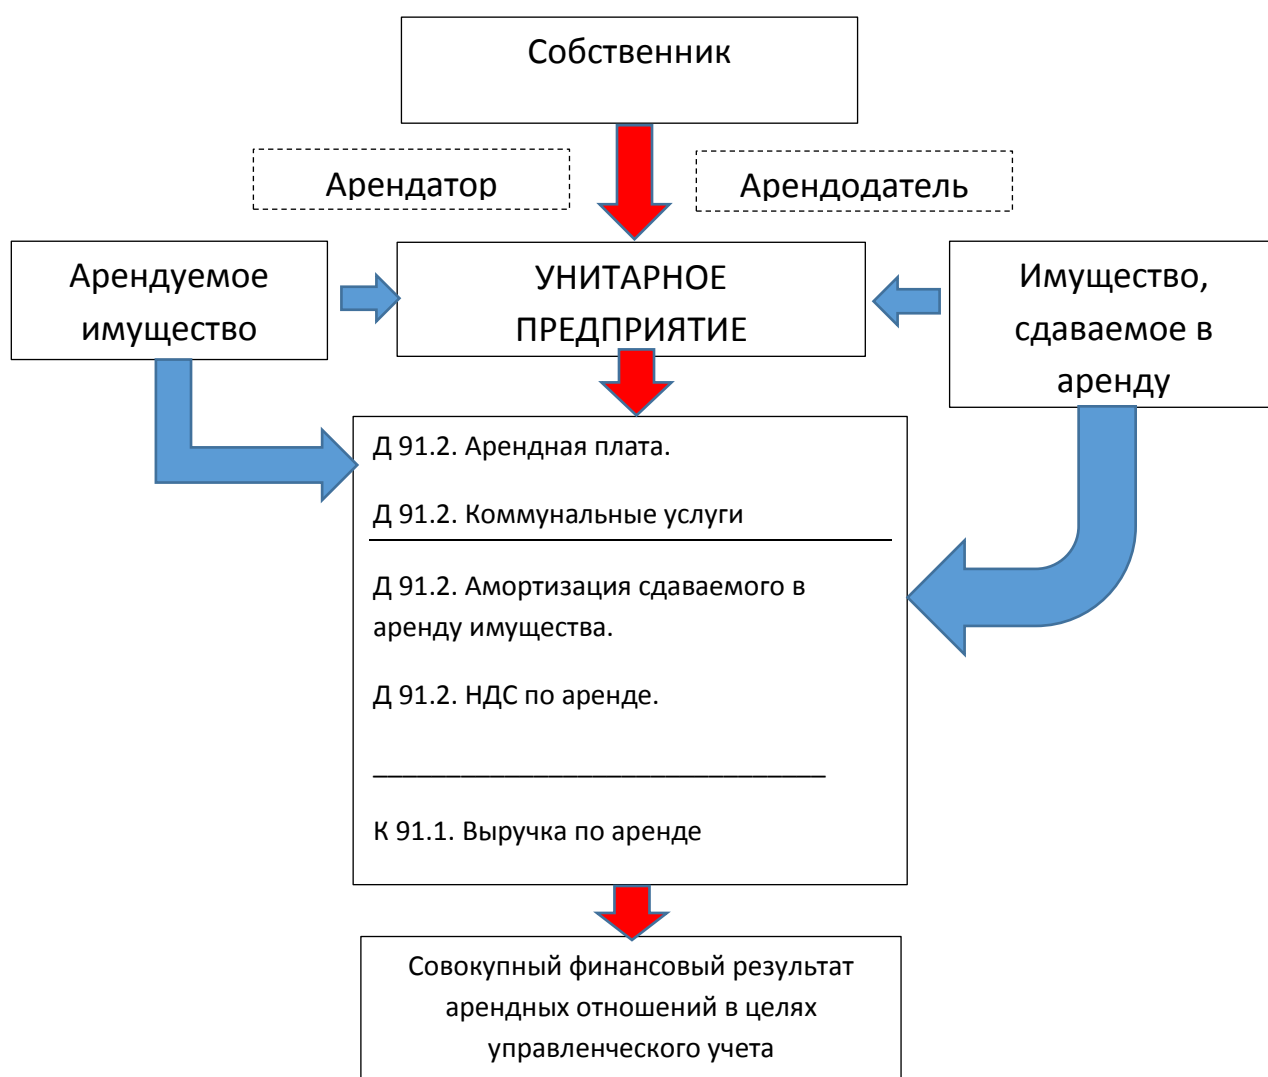 Собственник
Арендатор
Арендодатель
Арендуемое
имущество
УНИТАРНОЕ
ПРЕДПРИЯТИЕ
Имущество,
сдаваемое в
аренду
Д 91.2. Арендная плата.
Д 91.2. Коммунальные услуги
Д 91.2. Амортизация сдаваемого в
аренду имущества.
Д 91.2. НДС по аренде.
К 91.1. Выручка по аренде
Совокупный финансовый результат
арендных отношений в целях
управленческого учета